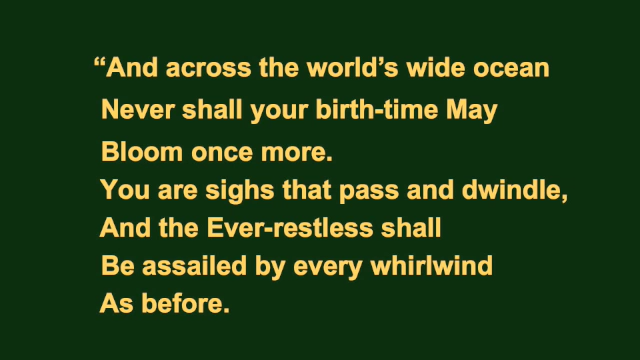 “And across the world’s wide ocean
Never shall your birth-time May
Bloom once more.
You are sighs that pass and dwindle,
And the Ever-restless shall
Be assailed by every whirlwind
As before.